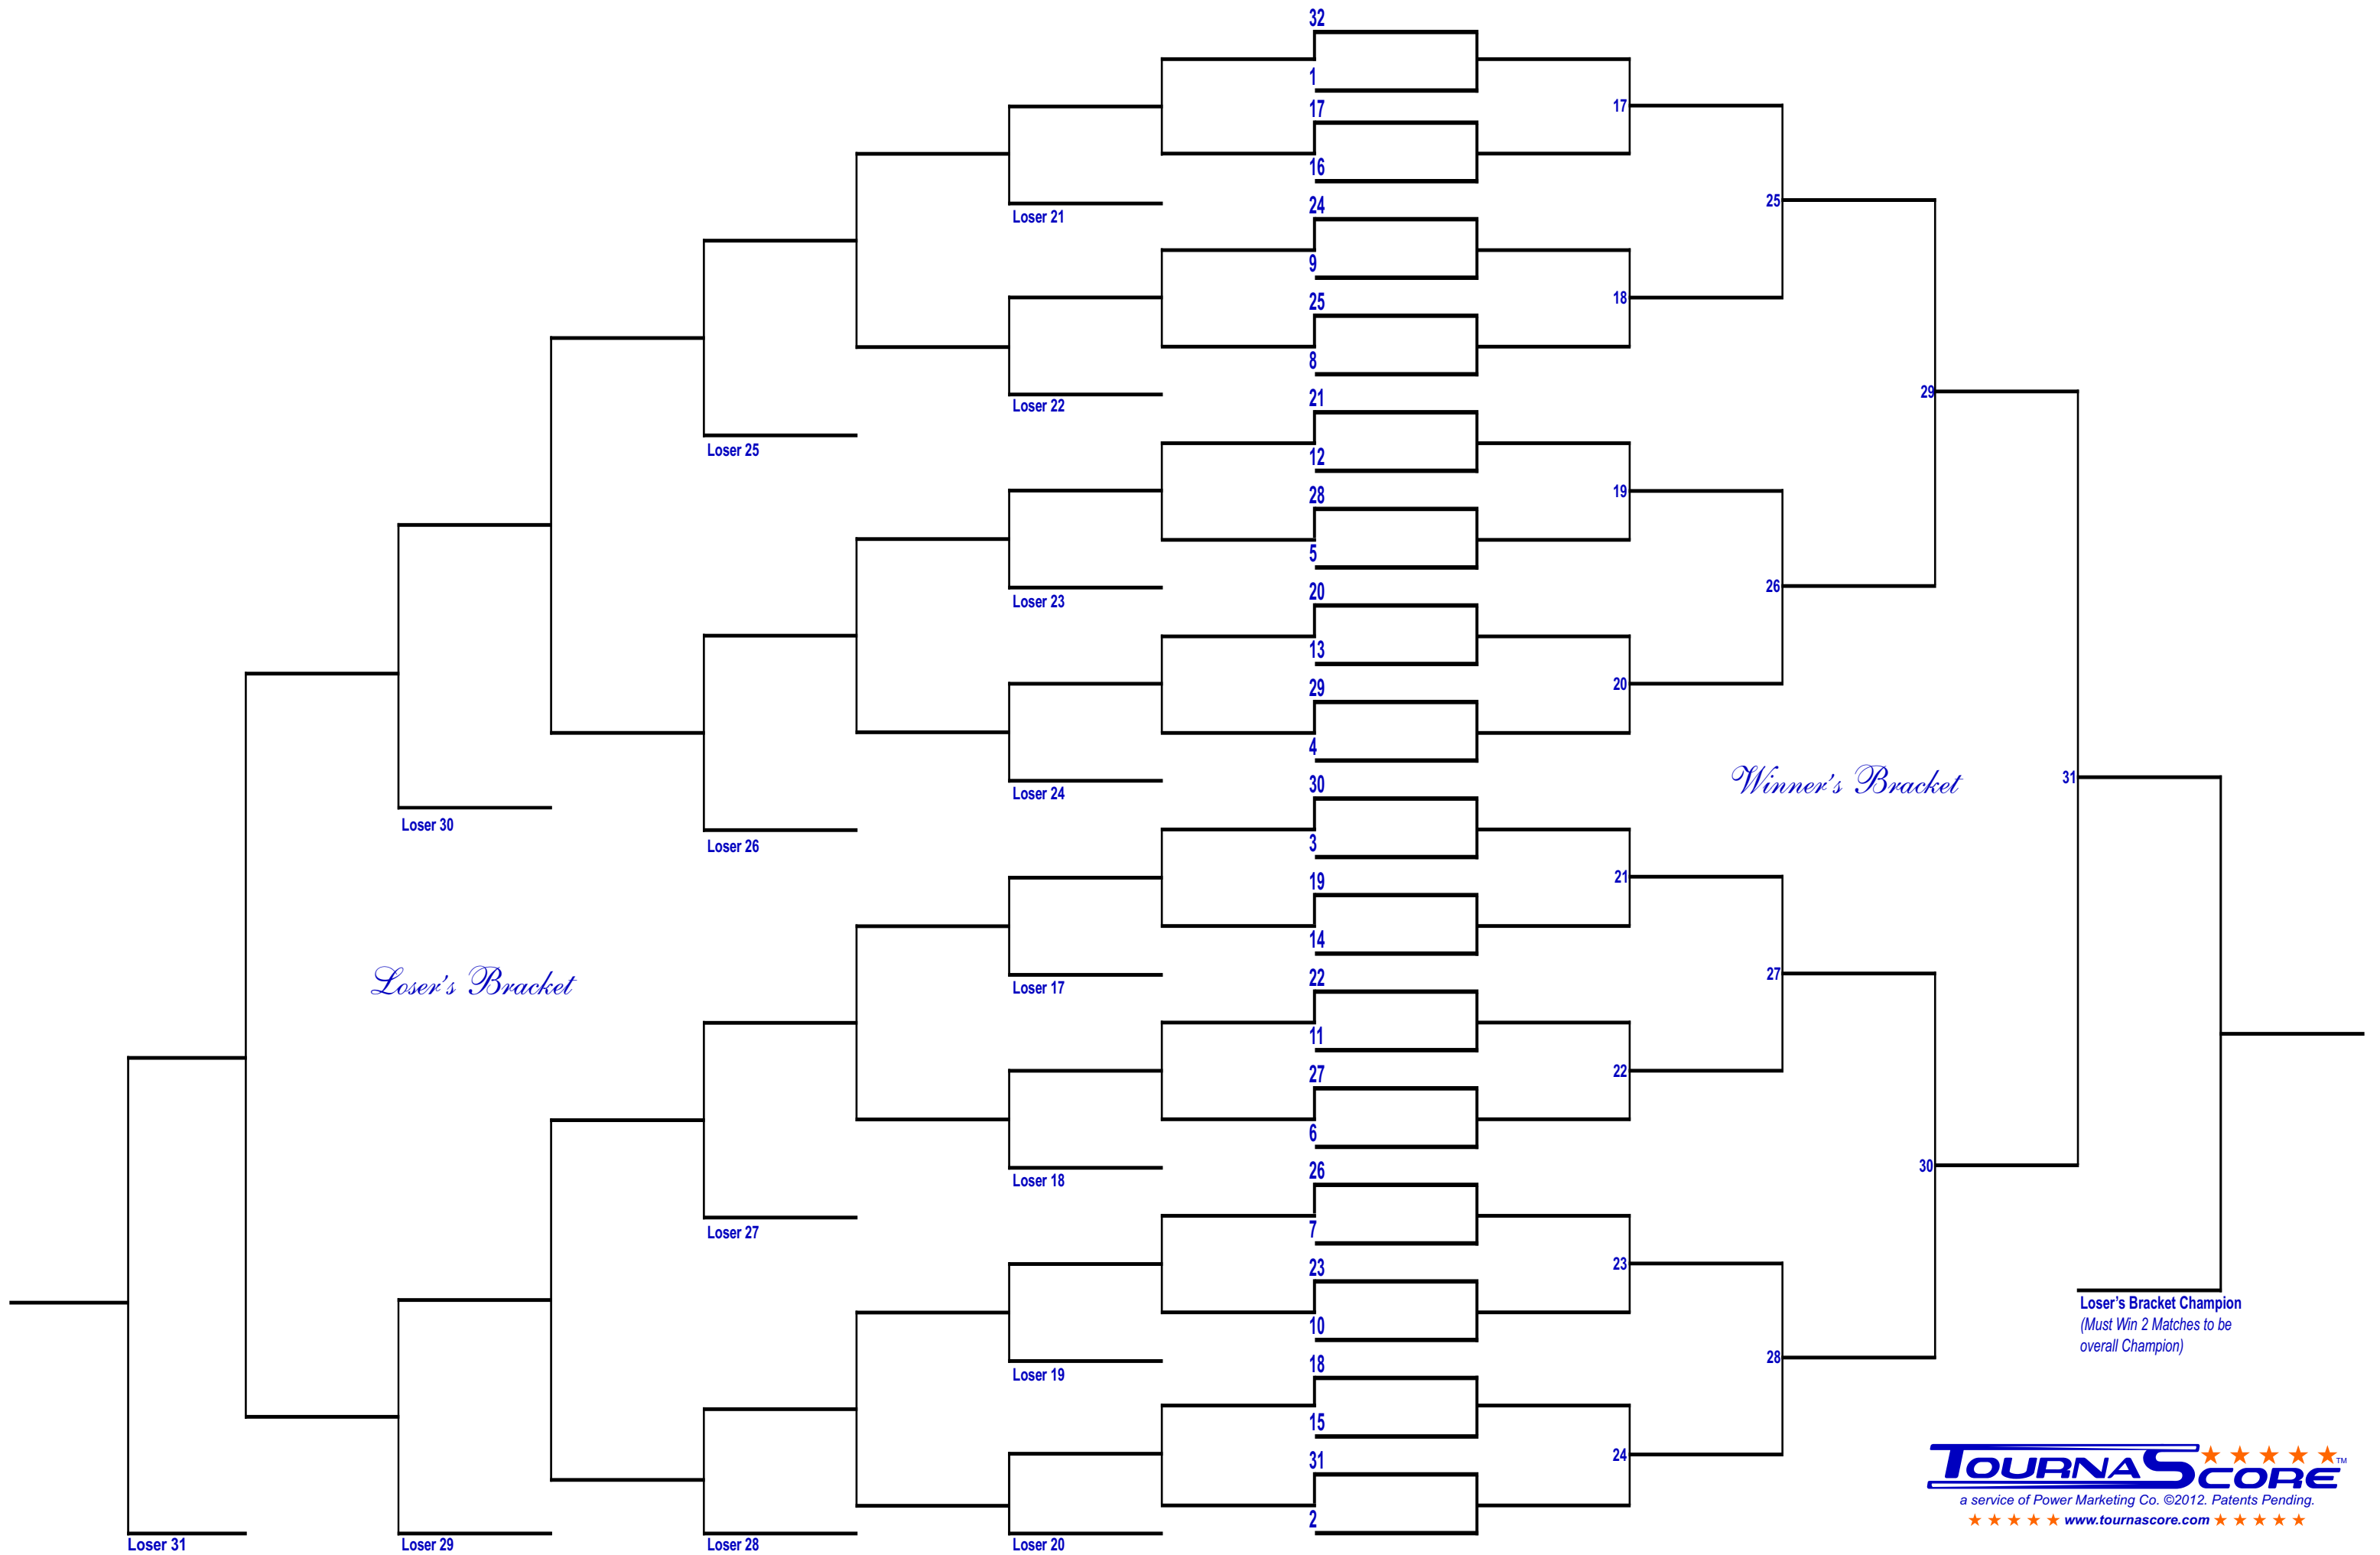 32
1
17
17
16
25
24
Loser 21
9
25
18
8
21
29
Loser 22
12
Loser 25
28
19
5
26
20
Loser 23
13
29
20
4
Winner's Bracket
31
30
Loser 24
Loser 30
3
Loser 26
21
19
14
27
Loser's Bracket
22
Loser 17
11
27
22
6
30
26
Loser 18
7
Loser 27
23
23
10
Loser's Bracket Champion
(Must Win 2 Matches to be
overall Champion)
28
18
Loser 19
15
24
31
TOURNASCORE™
a service of Power Marketing Co. ©2012. Patents Pending.
2
www.tournascore.com
Loser 31
Loser 29
Loser 28
Loser 20